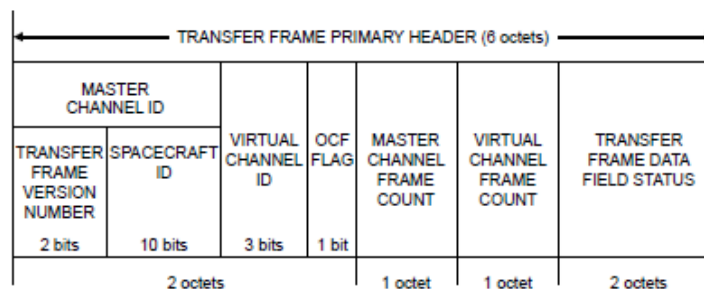 TRANSFER FRAME PRIMARY HEADER (6 octets)
MASTER
CHANNEL ID
TRANSFER
FRAME
VERSION
NUMBER
2 bits
SPACECRAFT
ID
10 bits
VIRTUAL
CHANNEL
ID
3 bits
OCF
FLAG
1 bit
MASTER
CHANNEL
FRAME
COUNT
VIRTUAL
CHANNEL
FRAME
COUNT
TRANSFER
FRAME DATA
FIELD STATUS
2 octets
1 octet
1 octet
2 octets